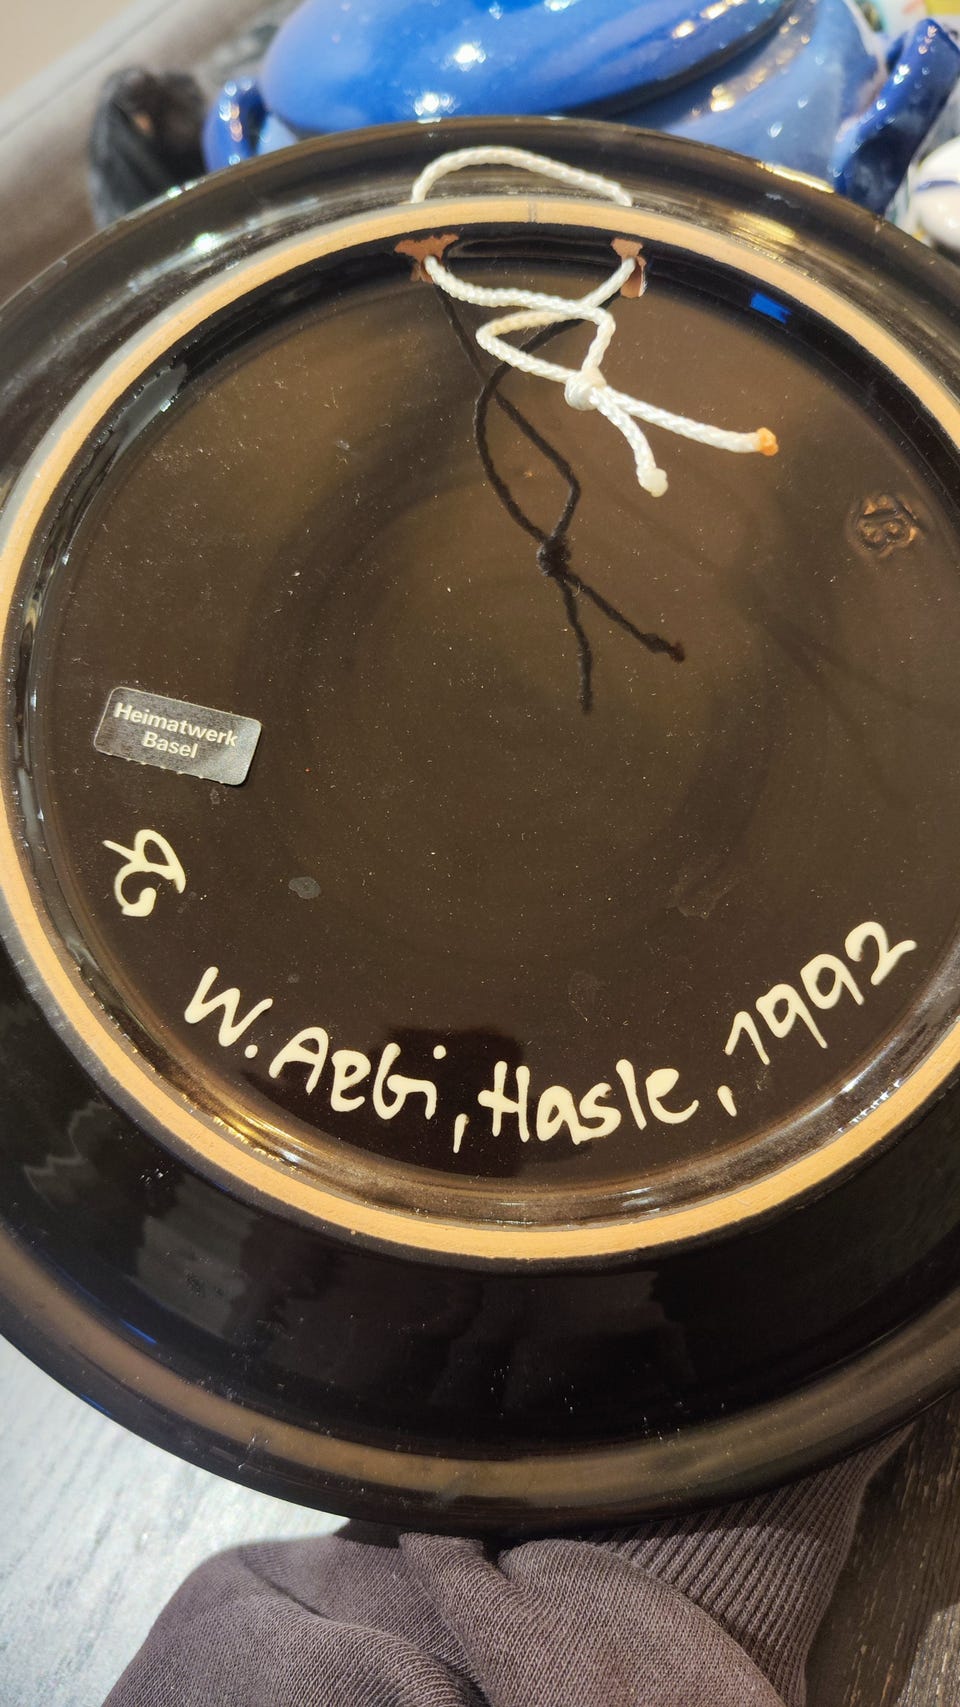 Heimatwerk
Basel
W. Aebi, Hasle, 1992